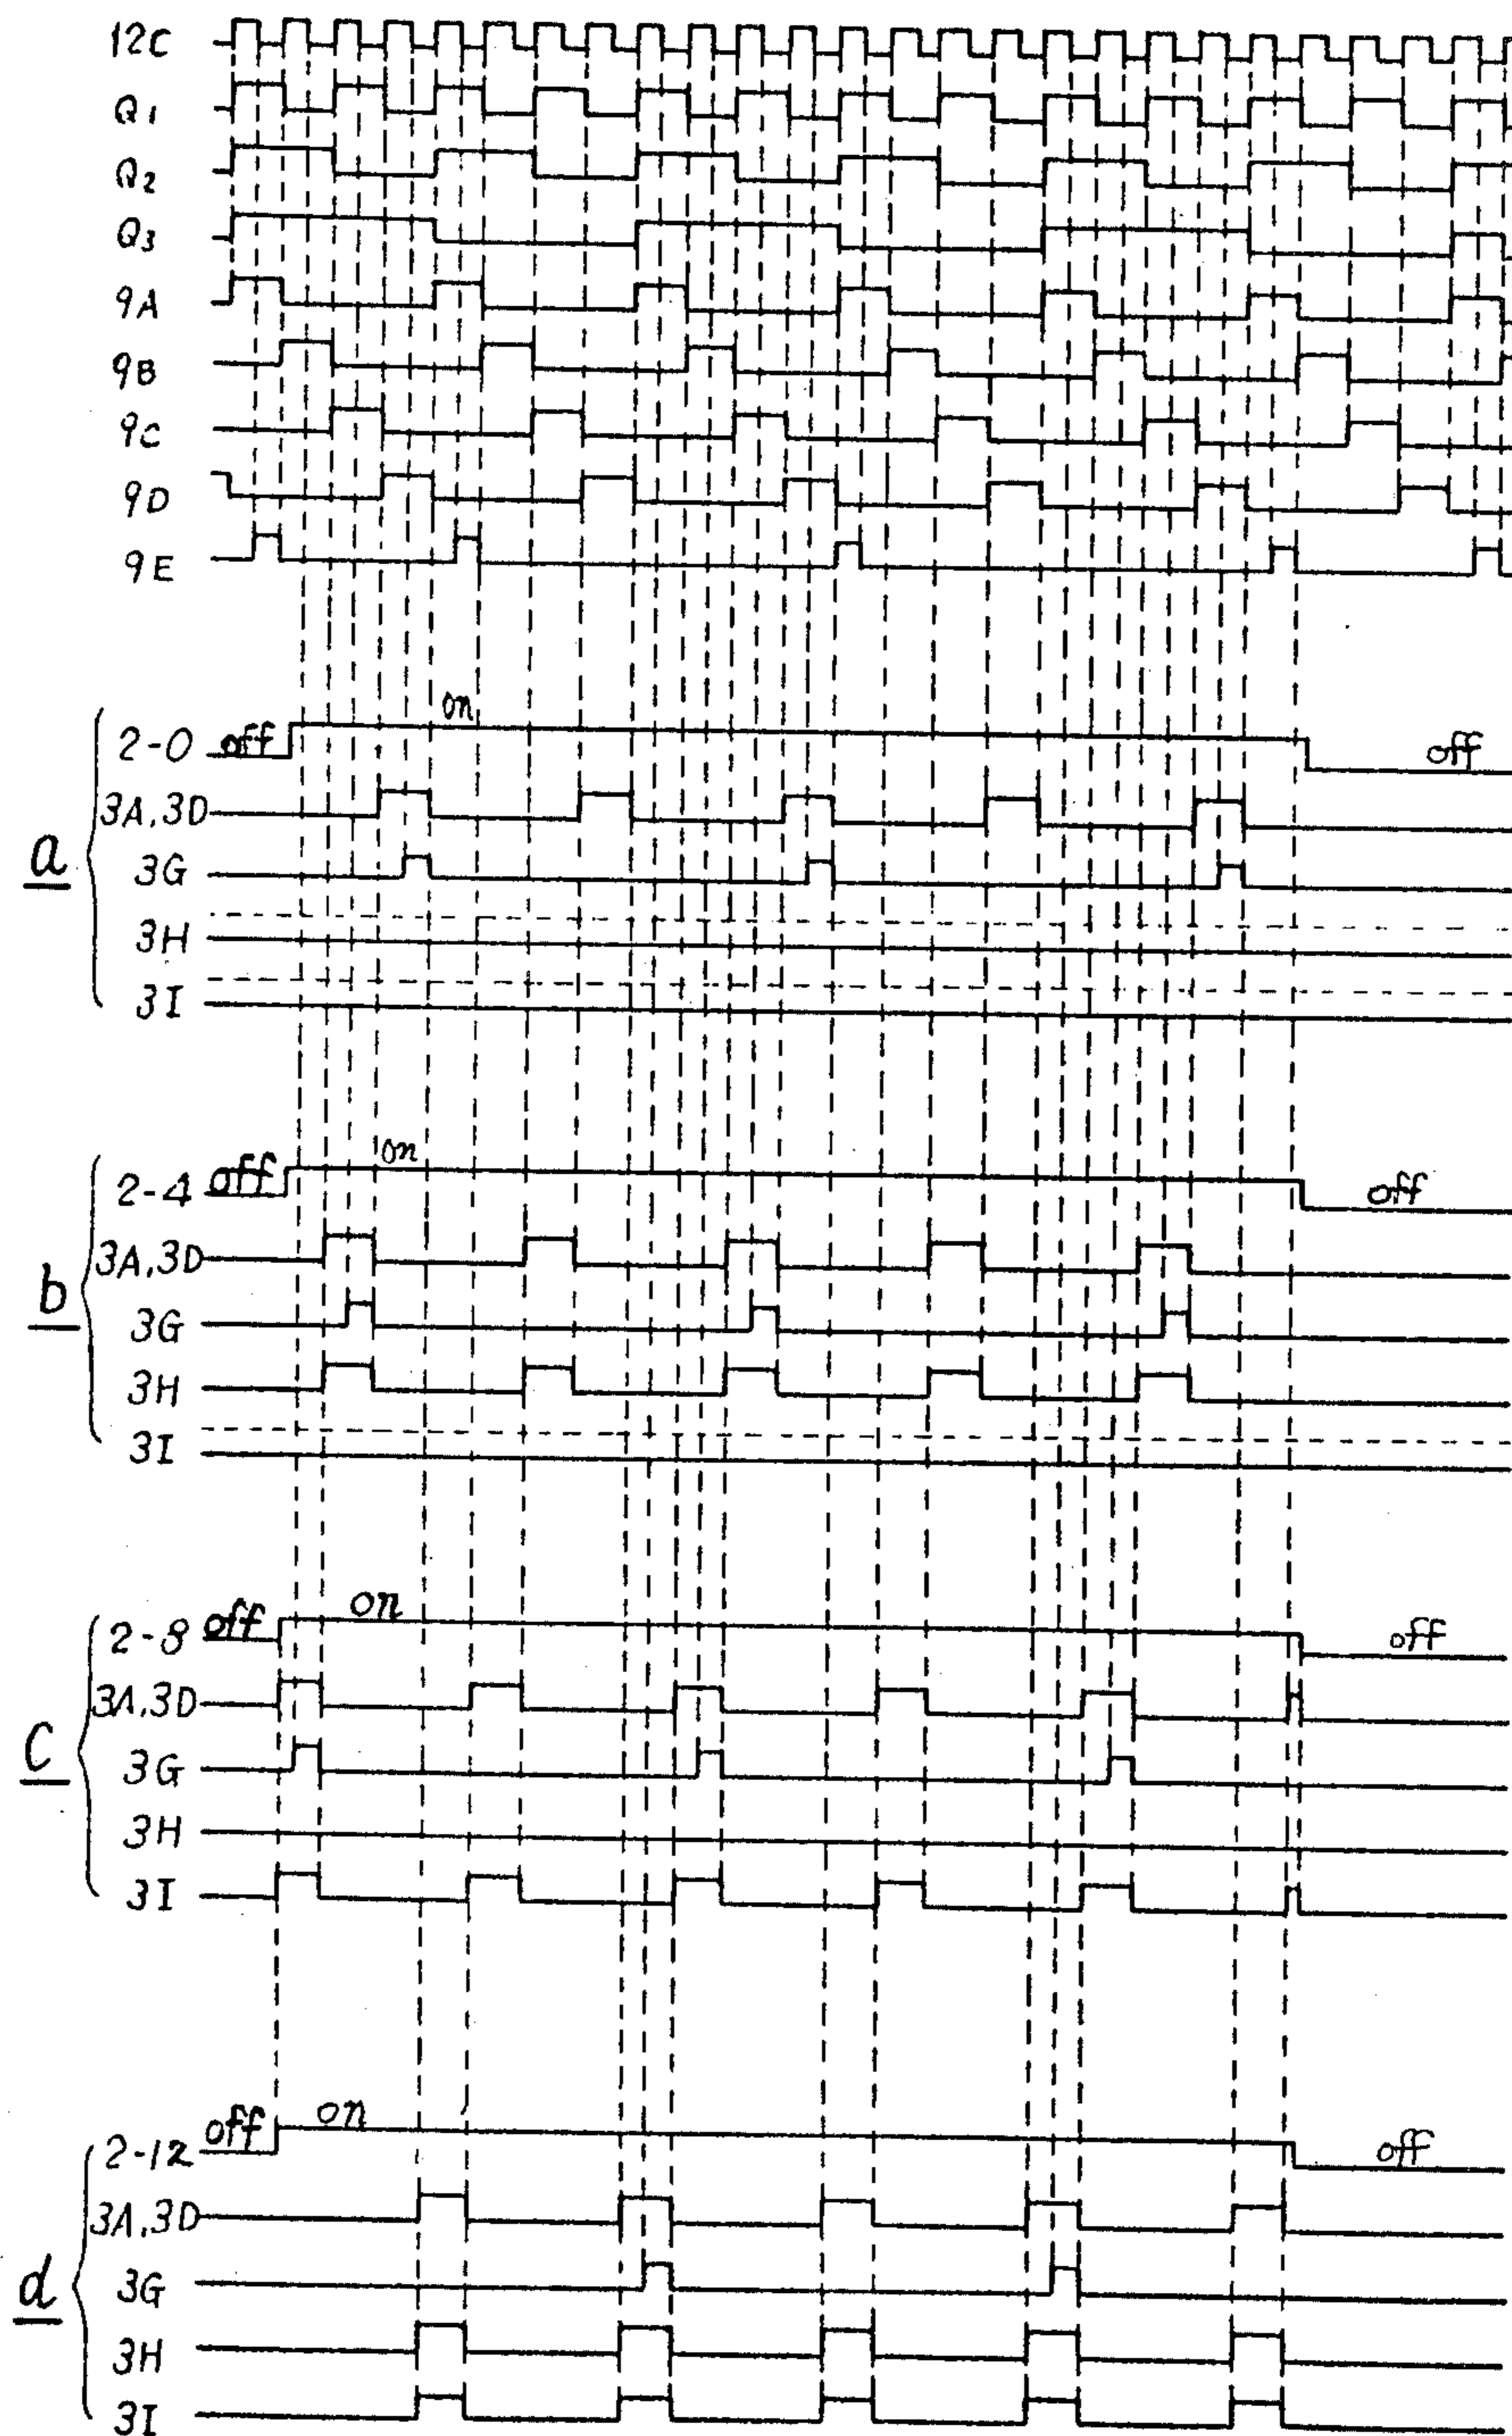 12C
Q1
Q2
Q3
9A
9B
9C
9D
9E
on
2-0 off off
3A,3D
a 3G
3H
3I
on
2-4 off off
3A,3D
b 3G
3H
3I
on
2-8 off off
3A,3D
C 3G
3H
3I
on
2-12 off off
3A,3D
d 3G
3H
3I